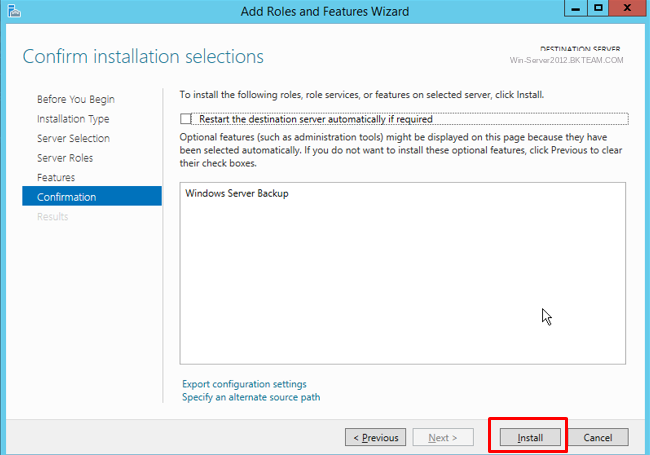 Add Roles and Features Wizard
Confirm installation selections
DESTINATION SERVER
Win-Server2012.BKTEAM.COM
Before You Begin
Installation Type
Server Selection
Server Roles
Features
Confirmation
Results
To install the following roles, role services, or features on selected server, click Install.
Restart the destination server automatically if required
Optional features (such as administration tools) might be displayed on this page because they have
been selected automatically. If you do not want to install these optional features, click Previous to clear
their check boxes.
Windows Server Backup
Export configuration settings
Specify an alternate source path
< Previous
Next >
Install
Cancel